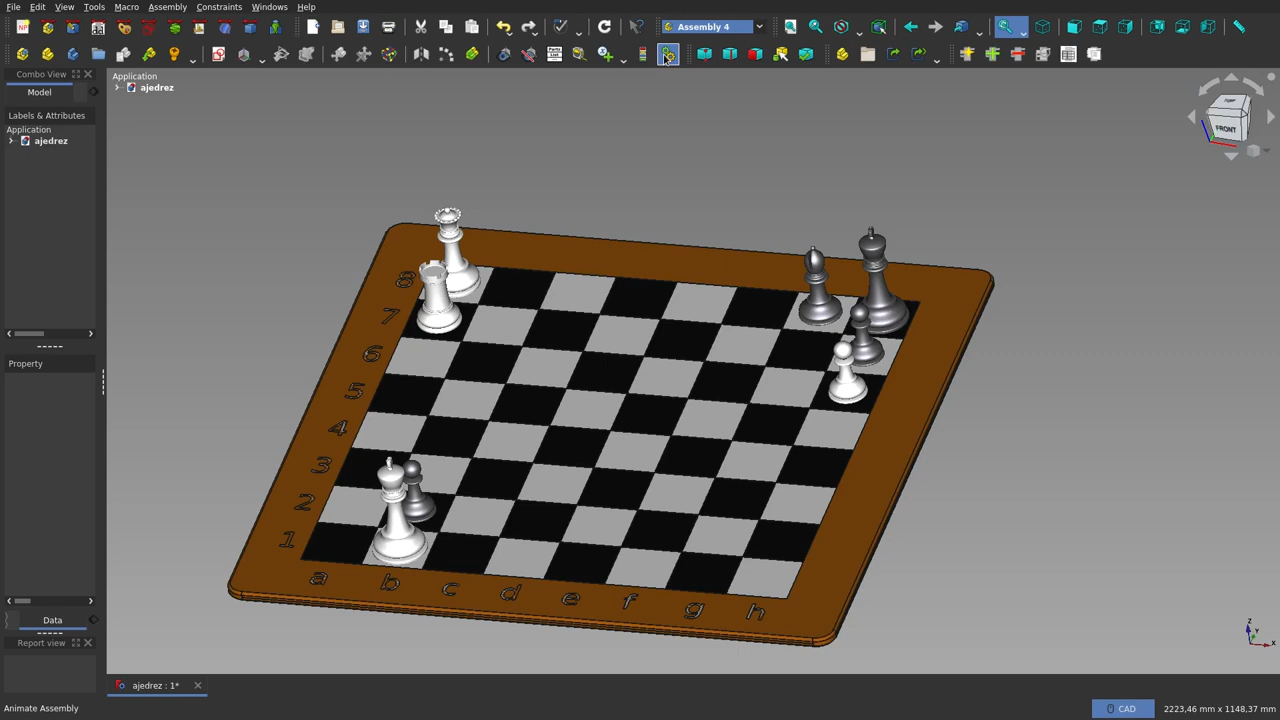 File Edit View Tools Macro Assembly Constraints Windows Help
Assembly 4
Combo View
Model
Labels & Attributes
Application
ajedrez
Property
Data
Report view
Application
ajedrez
TOP
FRONT
8
7
6
5
4
3
2
1
a b c d e f g h
Z
Y
X
ajedrez : 1*
Animate Assembly
CAD
2223,46 mm x 1148,37 mm